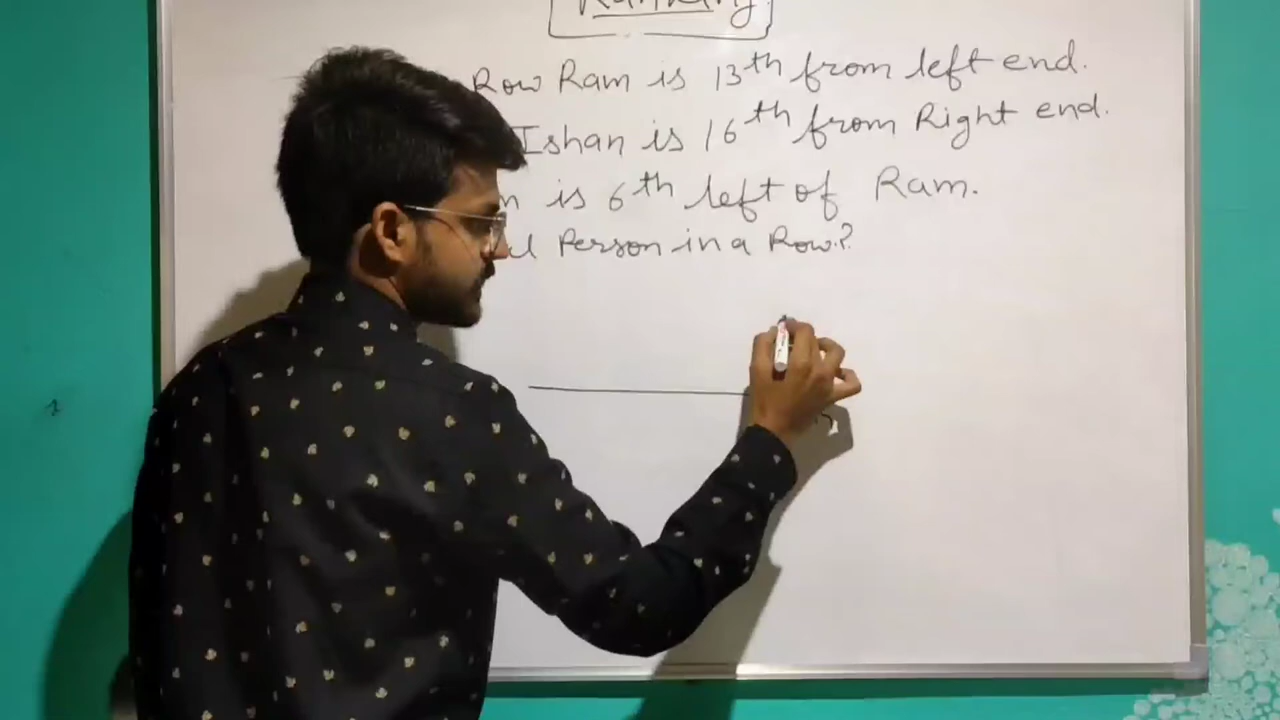 Ranking
Row Ram is 13th from left end.
Ishan is 16th from Right end.
is 6th left of Ram.
Person in a Row.?